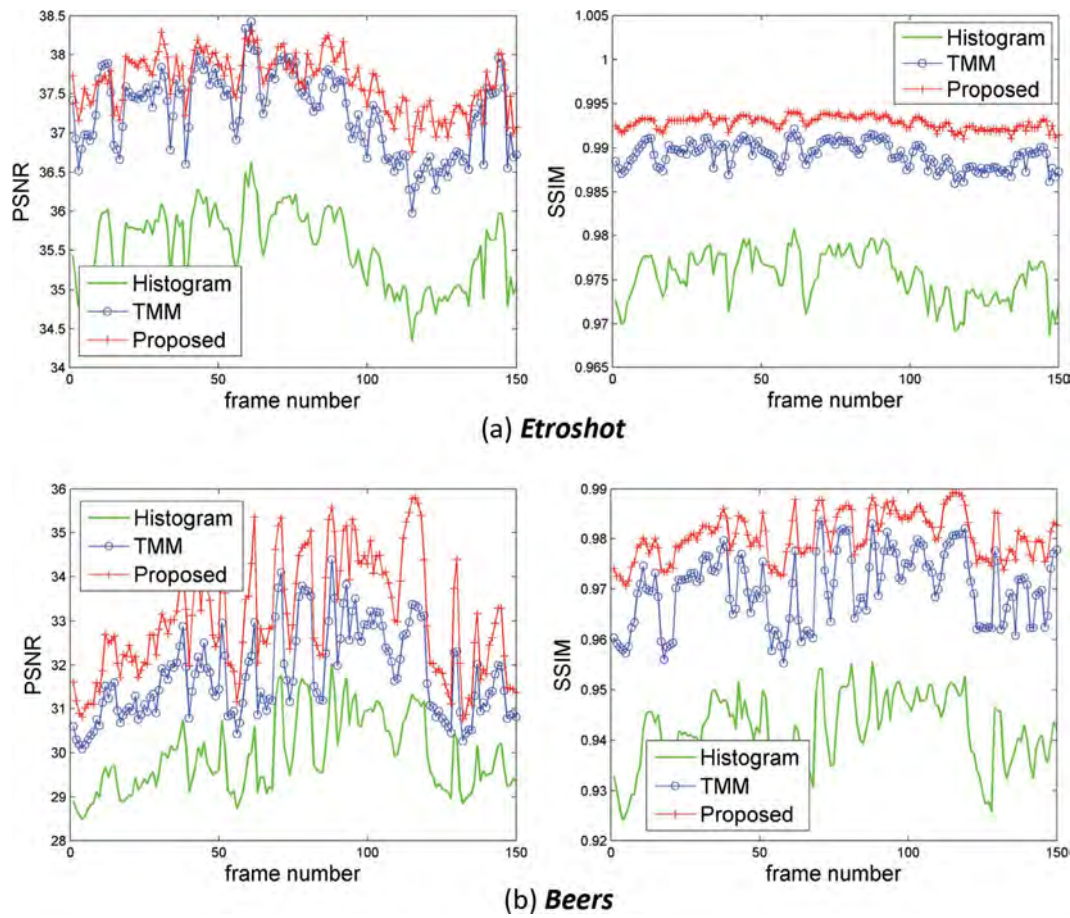 38.5
38
37.5
37
36.5
36
35.5
35
34.5
34
PSNR
Histogram
TMM
Proposed
0
50
100
150
frame number
1.005
1
0.995
0.99
0.985
0.98
0.975
0.97
0.965
SSIM
Histogram
TMM
Proposed
0
50
100
150
frame number
(a) Etroshot
36
35
34
33
32
31
30
29
28
PSNR
Histogram
TMM
Proposed
0
50
100
150
frame number
0.99
0.98
0.97
0.96
0.95
0.94
0.93
0.92
SSIM
Histogram
TMM
Proposed
0
50
100
150
frame number
(b) Beers